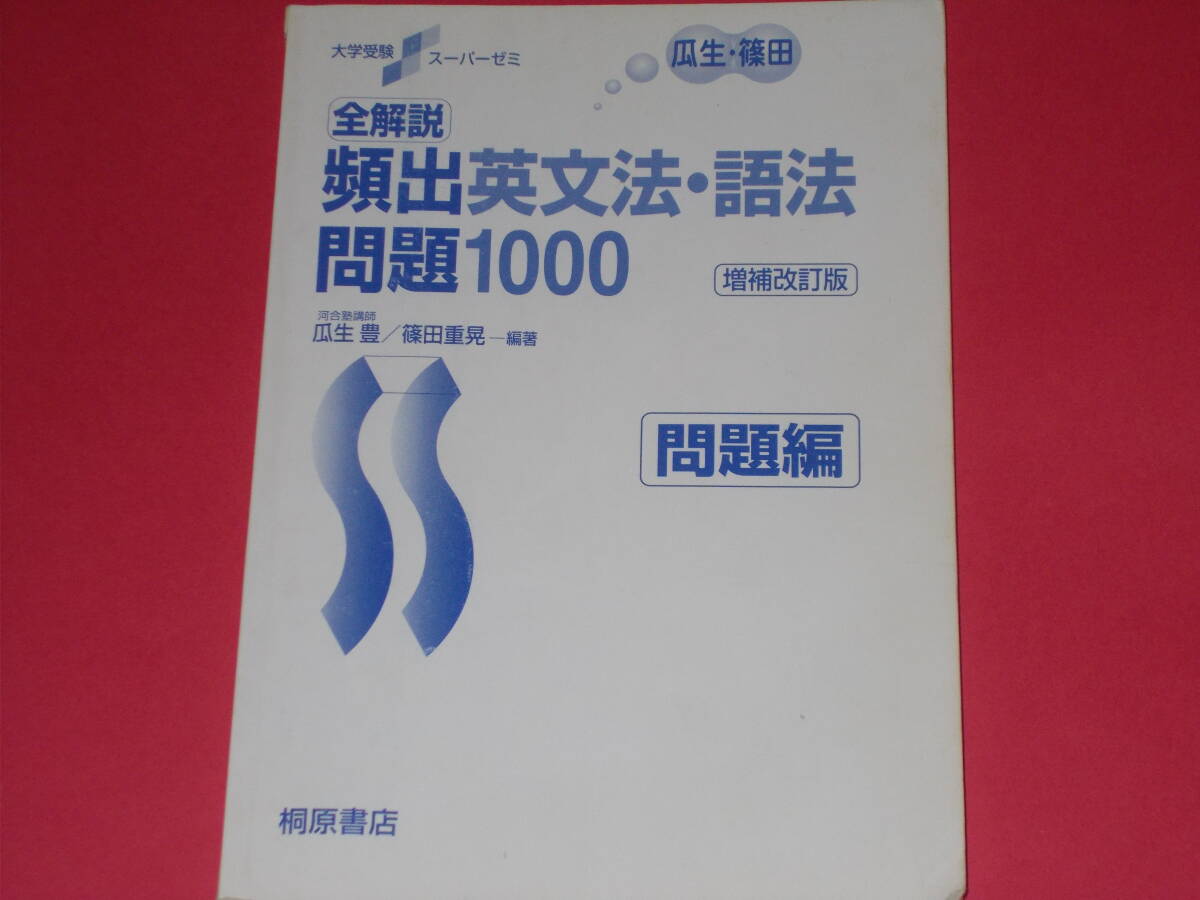 大学受験 スーパーゼミ
瓜生・篠田
全解説
頻出英文法・語法
問題1000
増補改訂版
河合塾講師
瓜生 豊／篠田重晃―編著
問題編
桐原書店